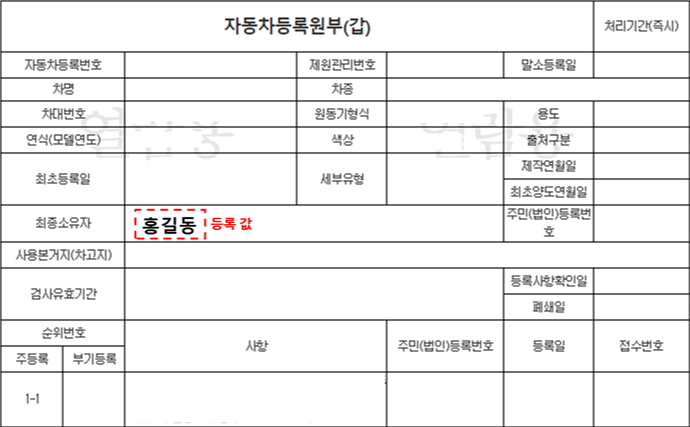 자동차등록원부(갑) 처리기간(즉시)
자동차등록번호 제원관리번호 말소등록일
차명 차종
차대번호 원동기형식 용도
열람용 열람용
연식(모델연도) 색상 출처구분
최초등록일 세부유형 제작연월일
최초양도연월일
최종소유자 홍길동 등록 값 주민(법인)등록번호
사용본거지(차고지)
검사유효기간 등록사항확인일
폐쇄일
순위번호 사항 주민(법인)등록번호 등록일 접수번호
주등록 부기등록
1-1